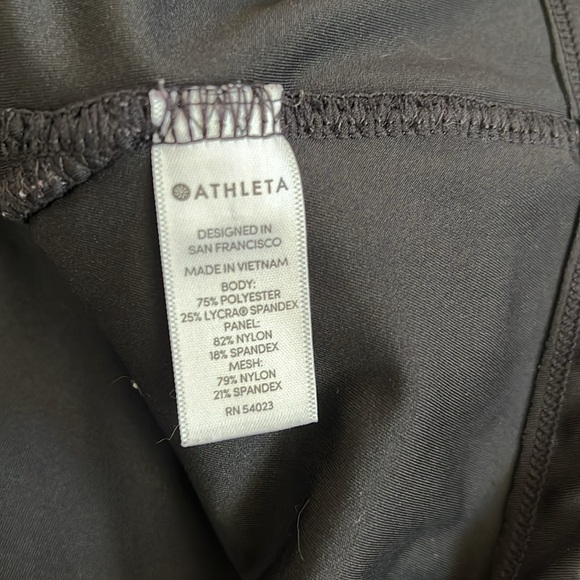 ATHLETA
DESIGNED IN
SAN FRANCISCO
MADE IN VIETNAM
BODY:
75% POLYESTER
25% LYCRA® SPANDEX
PANEL:
82% NYLON
18% SPANDEX
MESH:
79% NYLON
21% SPANDEX
RN 54023